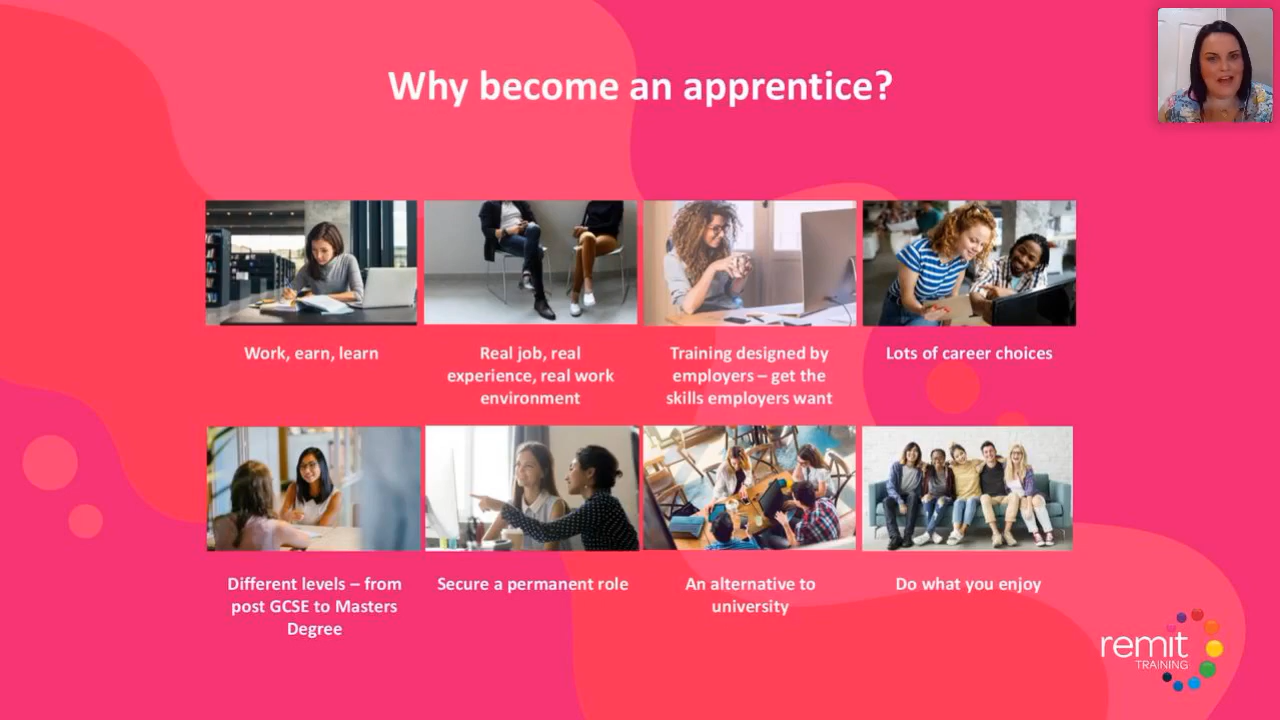 Why become an apprentice?
Work, earn, learn
Real job, real
experience, real work
environment
Training designed by
employers – get the
skills employers want
Lots of career choices
Different levels – from
post GCSE to Masters
Degree
Secure a permanent role
An alternative to
university
Do what you enjoy
remit
TRAINING